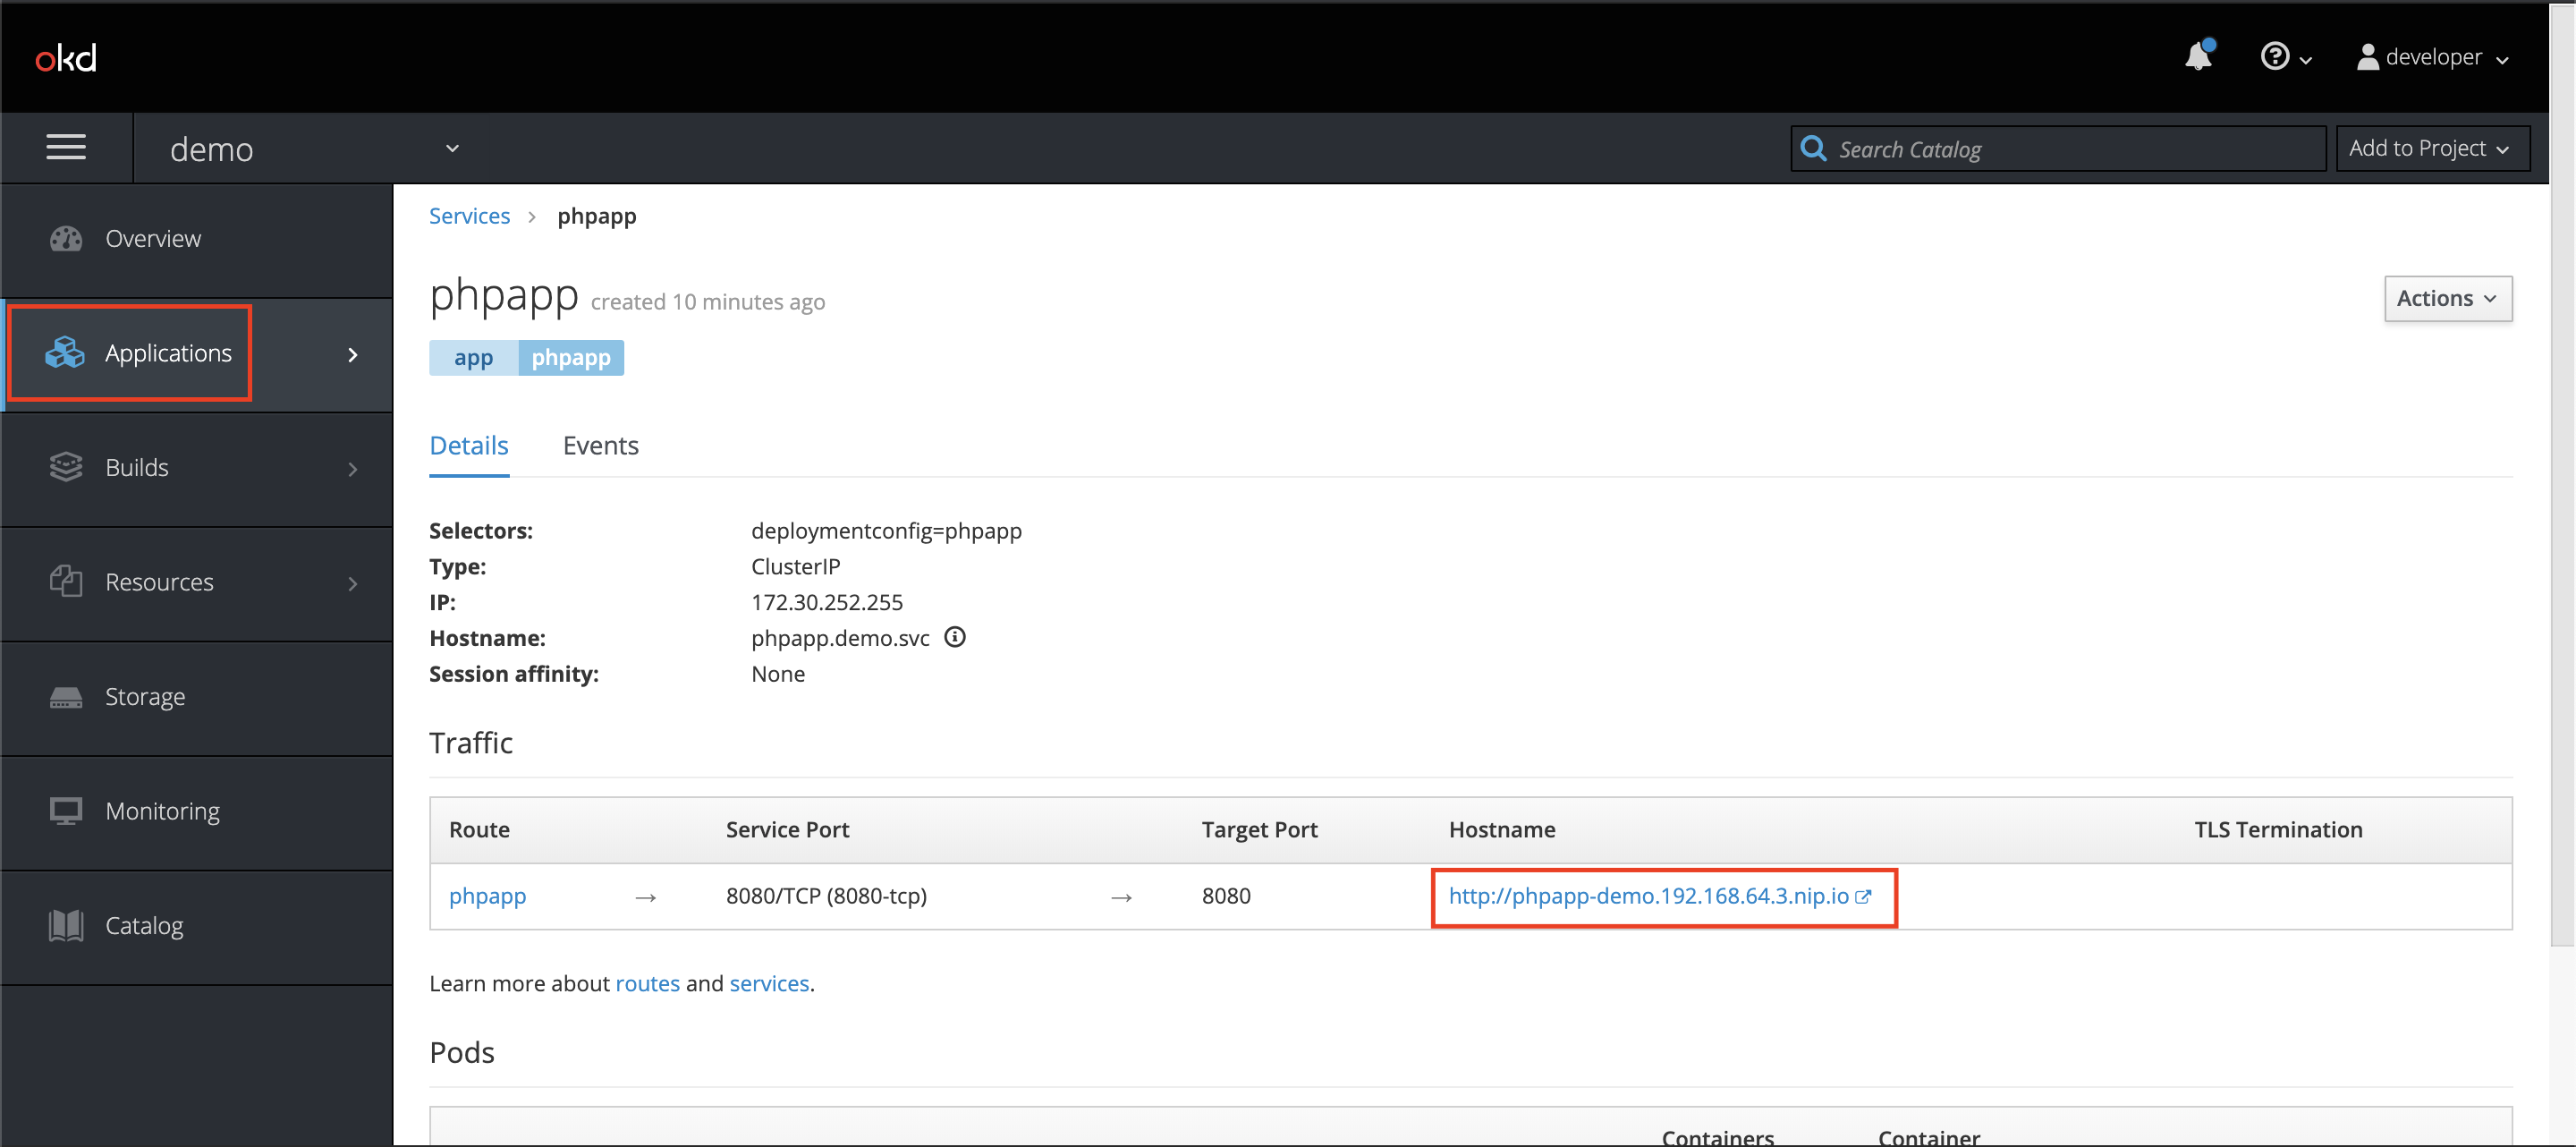 okd
developer
demo
Search Catalog
Add to Project
Overview
Applications
Builds
Resources
Storage
Monitoring
Catalog
Services > phpapp
phpapp created 10 minutes ago
Actions
app phpapp
Details Events
Selectors: deploymentconfig=phpapp
Type: ClusterIP
IP: 172.30.252.255
Hostname: phpapp.demo.svc
Session affinity: None
Traffic
Route Service Port Target Port Hostname TLS Termination
phpapp → 8080/TCP (8080-tcp) → 8080 http://phpapp-demo.192.168.64.3.nip.io
Learn more about routes and services.
Pods
Containers Container